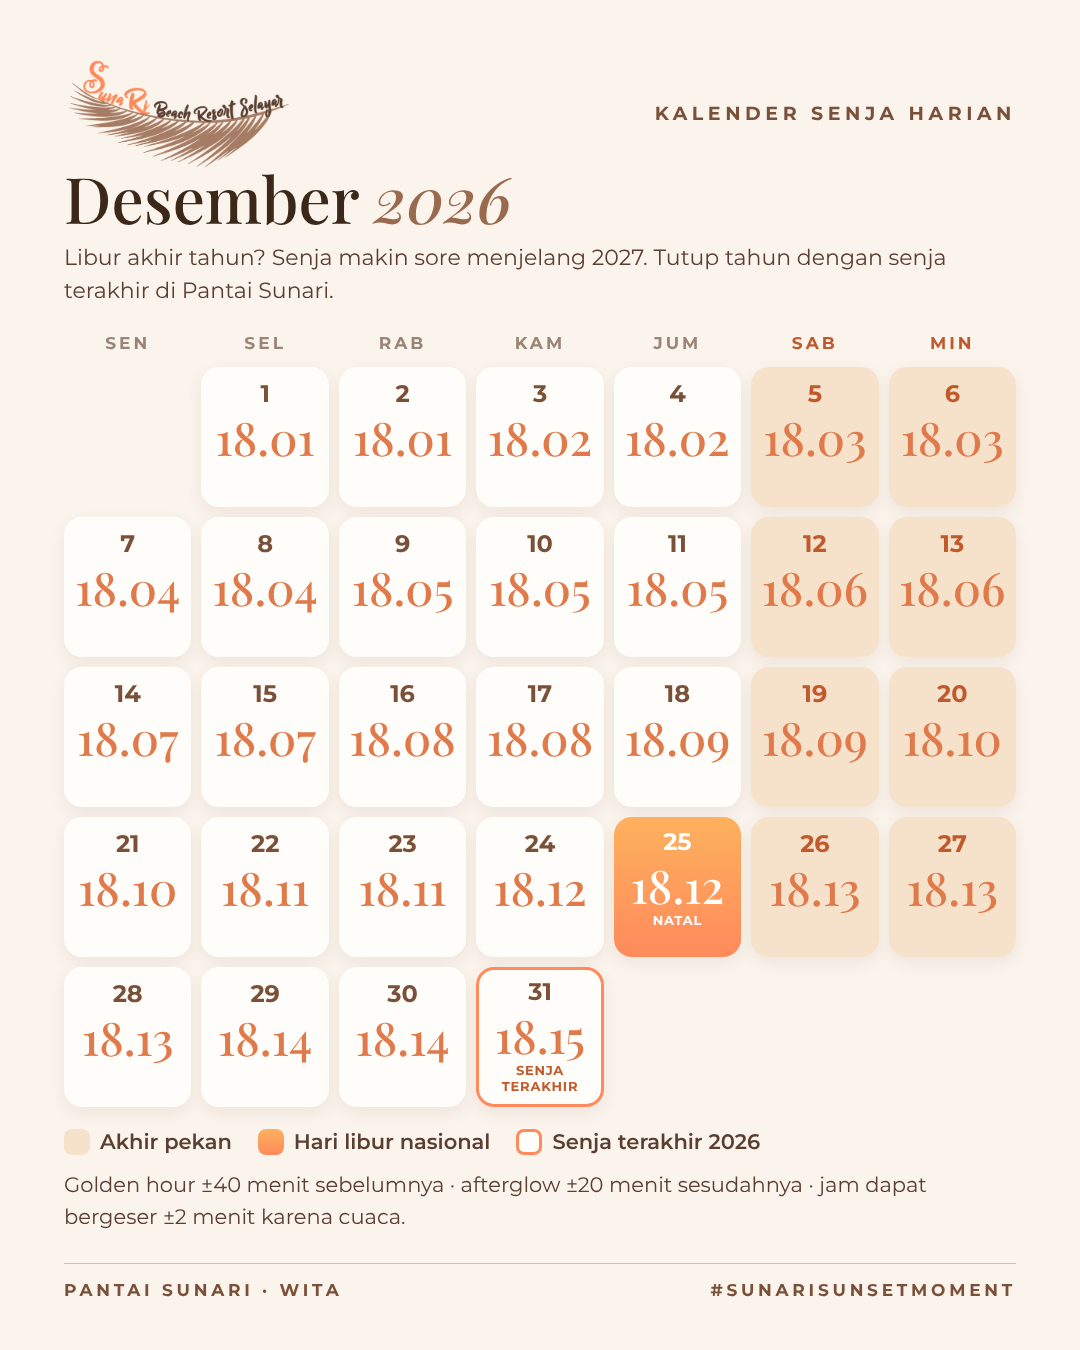 SunaRi Beach Resort Selayar
KALENDER SENJA HARIAN
Desember 2026
Libur akhir tahun? Senja makin sore menjelang 2027. Tutup tahun dengan senja
terakhir di Pantai Sunari.
SEN SEL RAB KAM JUM SAB MIN
1 2 3 4 5 6
18.01 18.01 18.02 18.02 18.03 18.03
7 8 9 10 11 12 13
18.04 18.04 18.05 18.05 18.05 18.06 18.06
14 15 16 17 18 19 20
18.07 18.07 18.08 18.08 18.09 18.09 18.10
21 22 23 24 25 26 27
18.10 18.11 18.11 18.12 18.12 18.13 18.13
NATAL
28 29 30 31
18.13 18.14 18.14 18.15
SENJA
TERAKHIR
Akhir pekan Hari libur nasional Senja terakhir 2026
Golden hour ±40 menit sebelumnya · afterglow ±20 menit sesudahnya · jam dapat
bergeser ±2 menit karena cuaca.
PANTAI SUNARI · WITA #SUNARISUNSETMOMENT